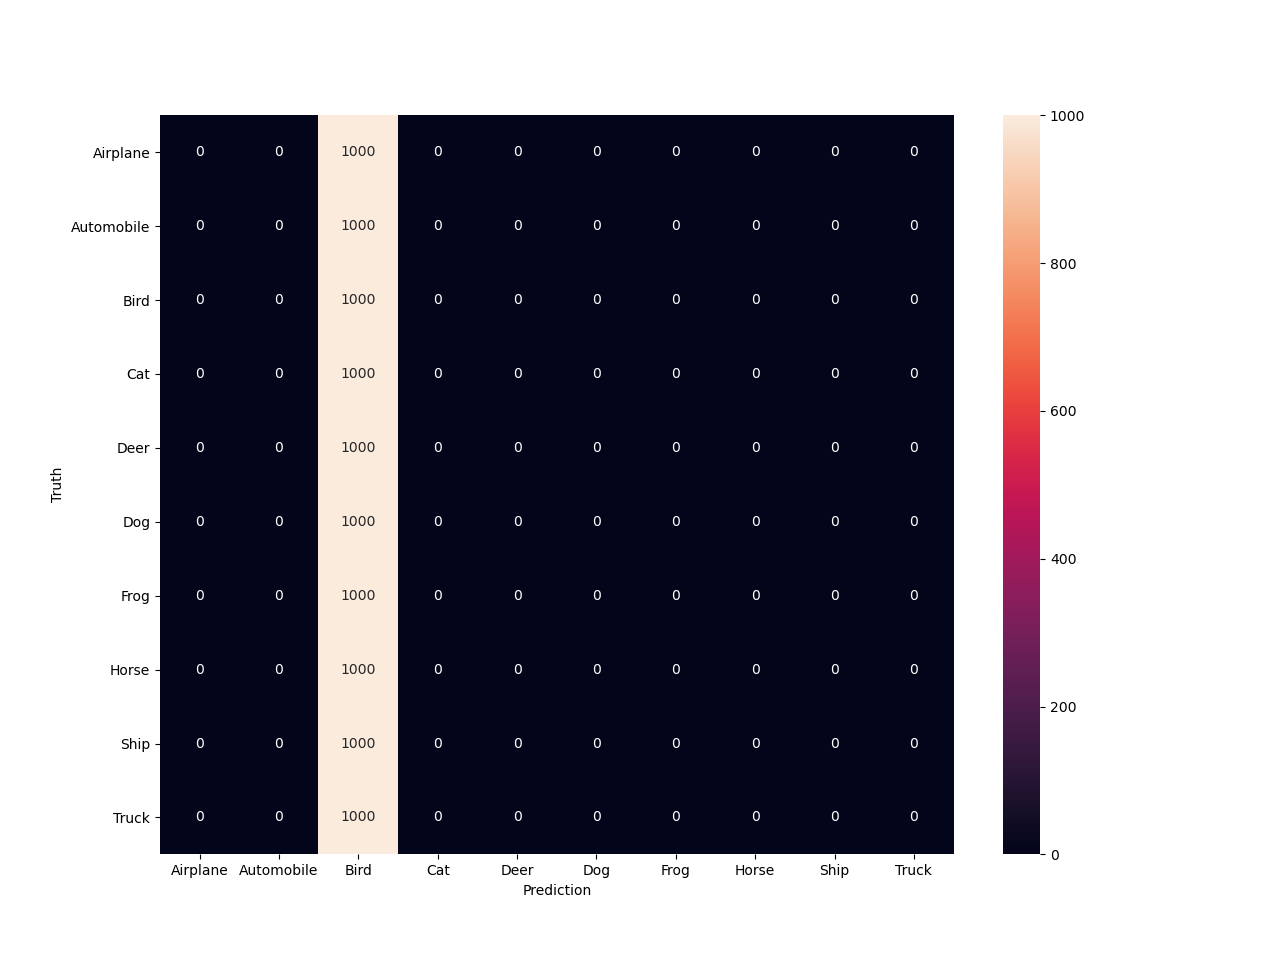 Airplane 0 0 1000 0 0 0 0 0 0 0
Automobile 0 0 1000 0 0 0 0 0 0 0
Bird 0 0 1000 0 0 0 0 0 0 0
Cat 0 0 1000 0 0 0 0 0 0 0
Deer 0 0 1000 0 0 0 0 0 0 0
Dog 0 0 1000 0 0 0 0 0 0 0
Frog 0 0 1000 0 0 0 0 0 0 0
Horse 0 0 1000 0 0 0 0 0 0 0
Ship 0 0 1000 0 0 0 0 0 0 0
Truck 0 0 1000 0 0 0 0 0 0 0
Airplane Automobile Bird Cat Deer Dog Frog Horse Ship Truck
Prediction
Truth
1000
800
600
400
200
0